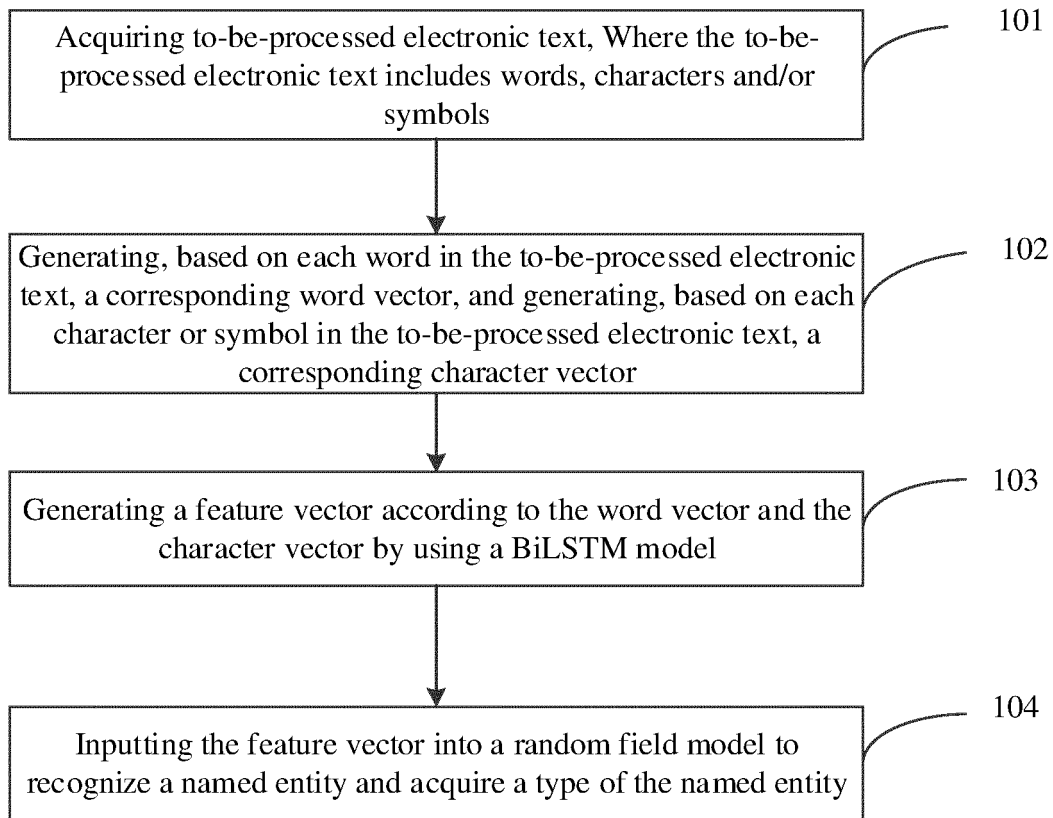 Acquiring to-be-processed electronic text, Where the to-be-
processed electronic text includes words, characters and/or
symbols
101
Generating, based on each word in the to-be-processed electronic
text, a corresponding word vector, and generating, based on each
character or symbol in the to-be-processed electronic text, a
corresponding character vector
102
Generating a feature vector according to the word vector and the
character vector by using a BiLSTM model
103
Inputting the feature vector into a random field model to
recognize a named entity and acquire a type of the named entity
104